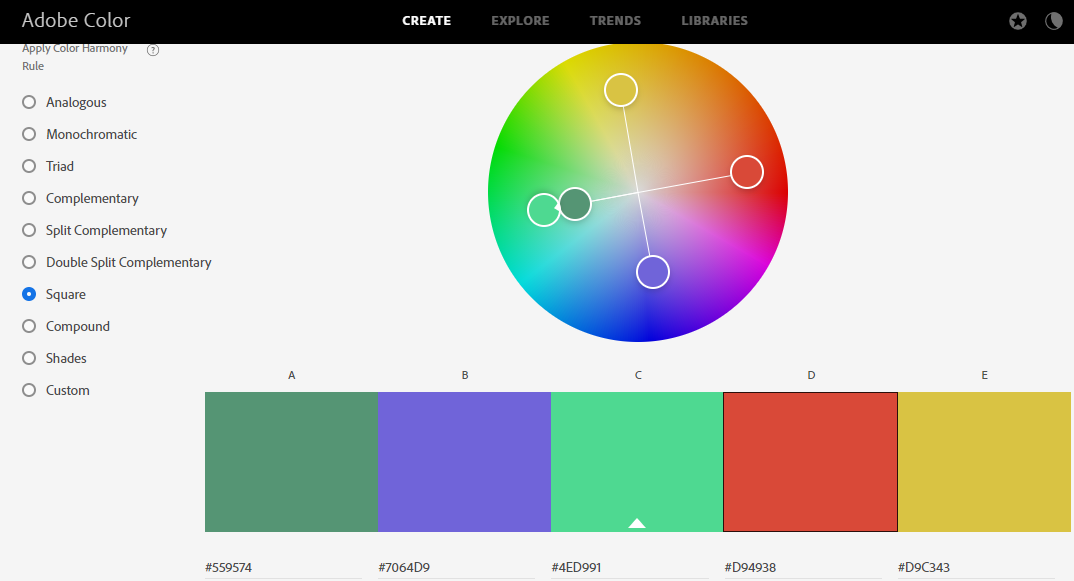 Adobe Color
CREATE EXPLORE TRENDS LIBRARIES
Apply Color Harmony ?
Rule
Analogous
Monochromatic
Triad
Complementary
Split Complementary
Double Split Complementary
Square
Compound
Shades
Custom
A B C D E
#559574 #7064D9 #4ED991 #D94938 #D9C343